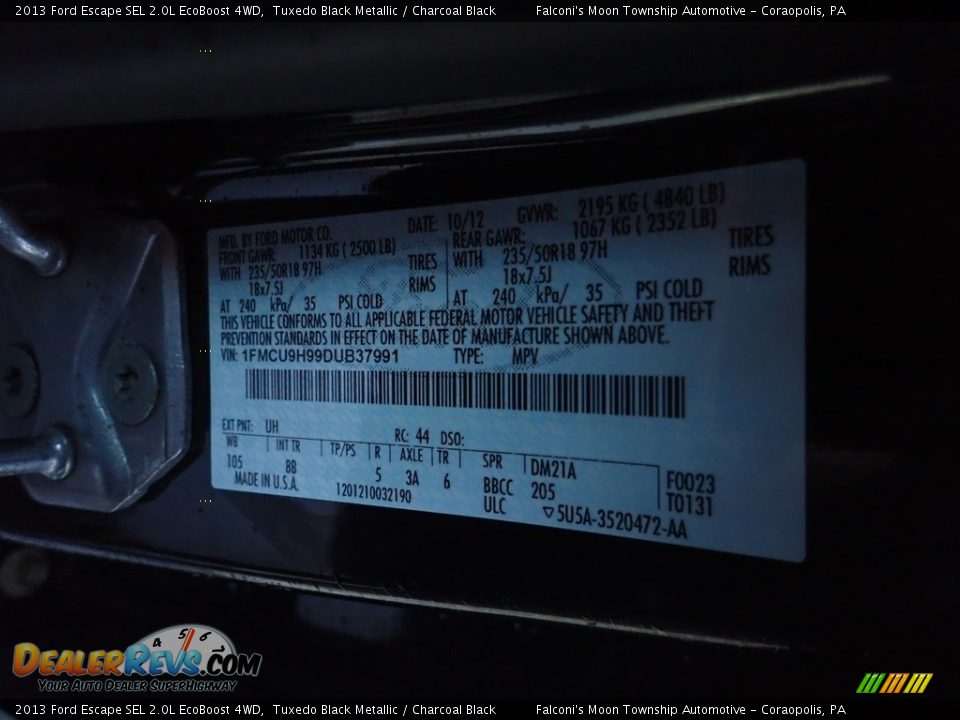 2013 Ford Escape SEL 2.0L EcoBoost 4WD, Tuxedo Black Metallic / Charcoal Black Falconi's Moon Township Automotive - Coraopolis, PA
MFD. BY FORD MOTOR CO. DATE: 10/12 GVWR: 2195 KG ( 4840 LB)
FRONT GAWR: 1134 KG ( 2500 LB) REAR GAWR: 1067 KG ( 2352 LB)
WITH 235/50R18 97H TIRES WITH 235/50R18 97H TIRES
18x7.5J RIMS 18x7.5J RIMS
AT 240 kPa/ 35 PSI COLD AT 240 kPa/ 35 PSI COLD
THIS VEHICLE CONFORMS TO ALL APPLICABLE FEDERAL MOTOR VEHICLE SAFETY AND THEFT
PREVENTION STANDARDS IN EFFECT ON THE DATE OF MANUFACTURE SHOWN ABOVE.
VIN: 1FMCU9H99DUB37991 TYPE: MPV
EXT PNT: UH RC: 44 DSO:
WB INT TR TP/PS R AXLE TR SPR DM21A
105 8B 5 3A 6 BBCC 205 F0023
MADE IN U.S.A. 1201210032190 ULC T0131
▽5U5A-3520472-AA
4 5 6
DEALERREVS.COM
Your Auto Dealer SuperHighway
2013 Ford Escape SEL 2.0L EcoBoost 4WD, Tuxedo Black Metallic / Charcoal Black Falconi's Moon Township Automotive - Coraopolis, PA